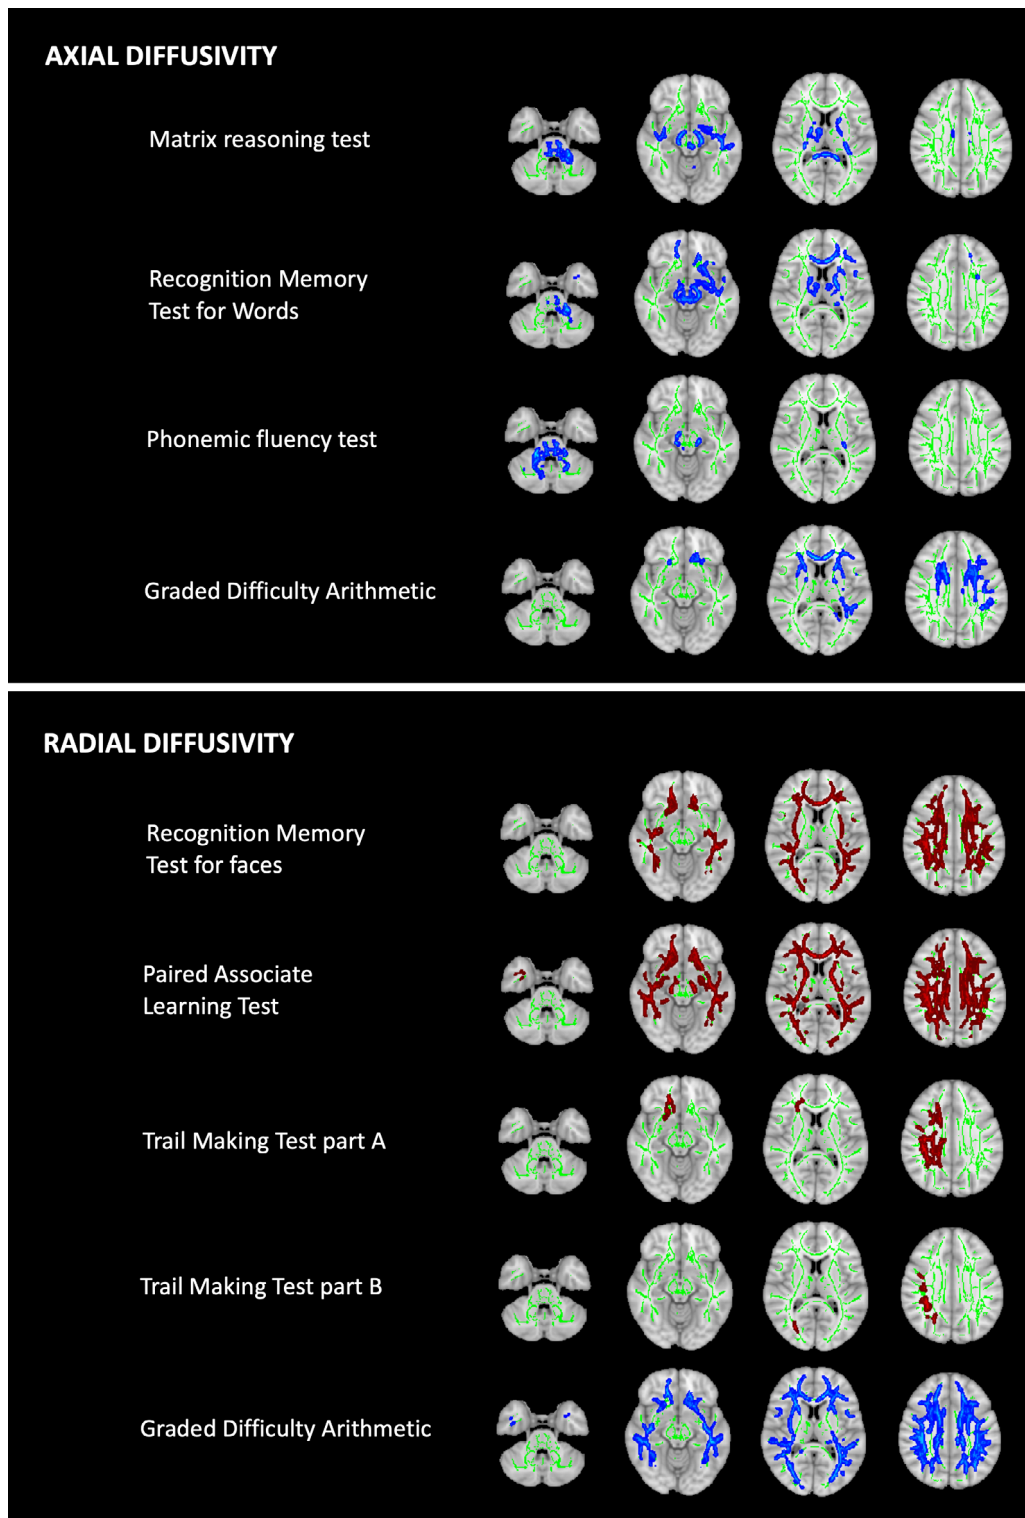 AXIAL DIFFUSIVITY
Matrix reasoning test
Recognition Memory
Test for Words
Phonemic fluency test
Graded Difficulty Arithmetic
RADIAL DIFFUSIVITY
Recognition Memory
Test for faces
Paired Associate
Learning Test
Trail Making Test part A
Trail Making Test part B
Graded Difficulty Arithmetic